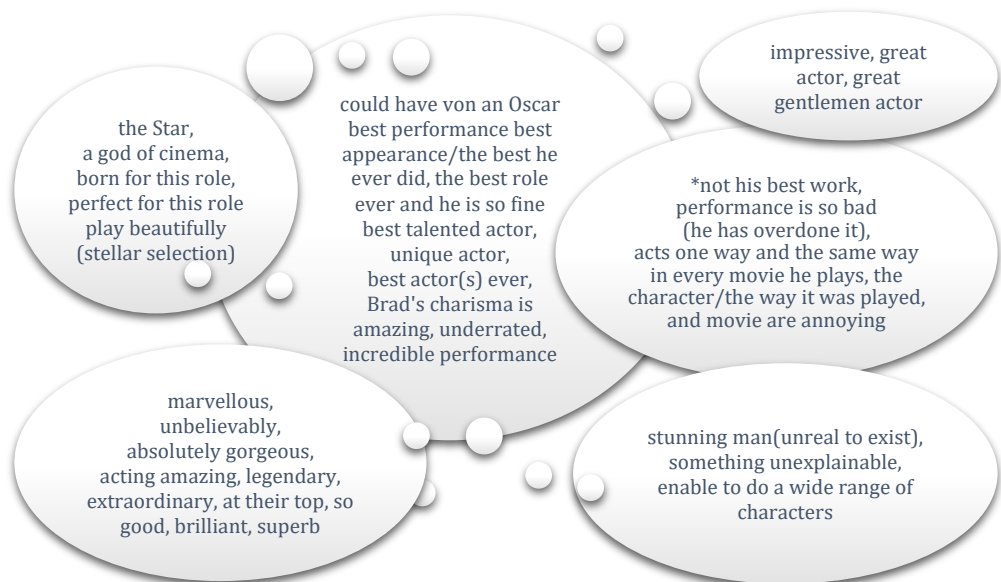 the Star,
a god of cinema,
born for this role,
perfect for this role
play beautifully
(stellar selection)
could have von an Oscar
best performance best
appearance/the best he
ever did, the best role
ever and he is so fine
best talented actor,
unique actor,
best actor(s) ever,
Brad's charisma is
amazing, underrated,
incredible performance
impressive, great
actor, great
gentlemen actor
*not his best work,
performance is so bad
(he has overdone it),
acts one way and the same way
in every movie he plays, the
character/the way it was played,
and movie are annoying
marvellous,
unbelievably,
absolutely gorgeous,
acting amazing, legendary,
extraordinary, at their top, so
good, brilliant, superb
stunning man(unreal to exist),
something unexplainable,
enable to do a wide range of
characters